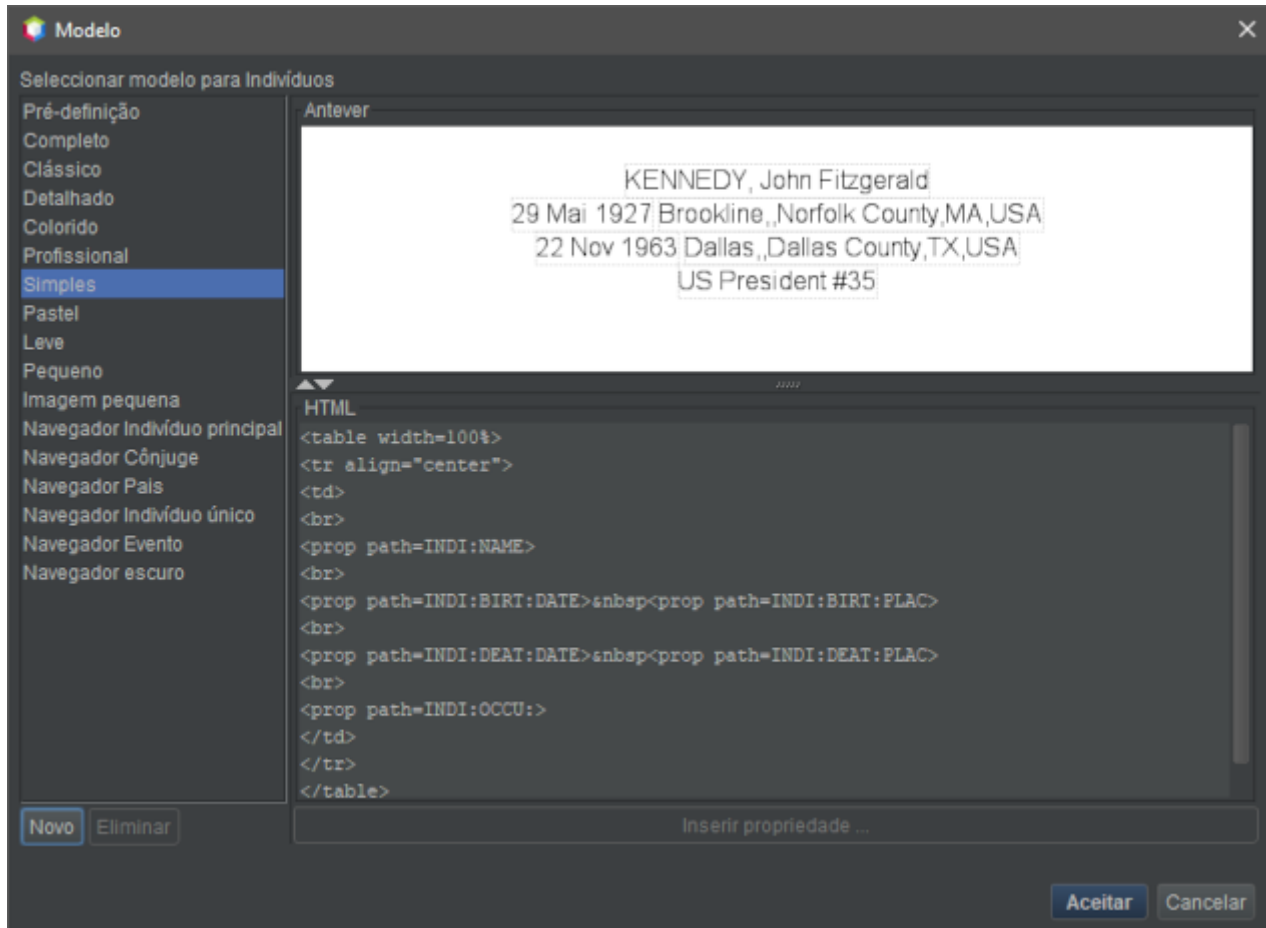 Modelo
Seleccionar modelo para Indivíduos
Pré-definição
Completo
Clássico
Detalhado
Colorido
Profissional
Simples
Pastel
Leve
Pequeno
Imagem pequena
Navegador Indivíduo principal
Navegador Cônjuge
Navegador Pais
Navegador Indivíduo único
Navegador Evento
Navegador escuro
Novo
Eliminar
Antever
KENNEDY, John Fitzgerald
29 Mai 1927 Brookline,,Norfolk County,MA,USA
22 Nov 1963 Dallas,,Dallas County,TX,USA
US President #35
HTML
<table width=100%>
<tr align="center">
<td>
<br>
<prop path=INDI:NAME>
<br>
<prop path=INDI:BIRT:DATE>&nbsp<prop path=INDI:BIRT:PLAC>
<br>
<prop path=INDI:DEAT:DATE>&nbsp<prop path=INDI:DEAT:PLAC>
<br>
<prop path=INDI:OCCU:>
</td>
</tr>
</table>
Inserir propriedade ...
Aceitar
Cancelar